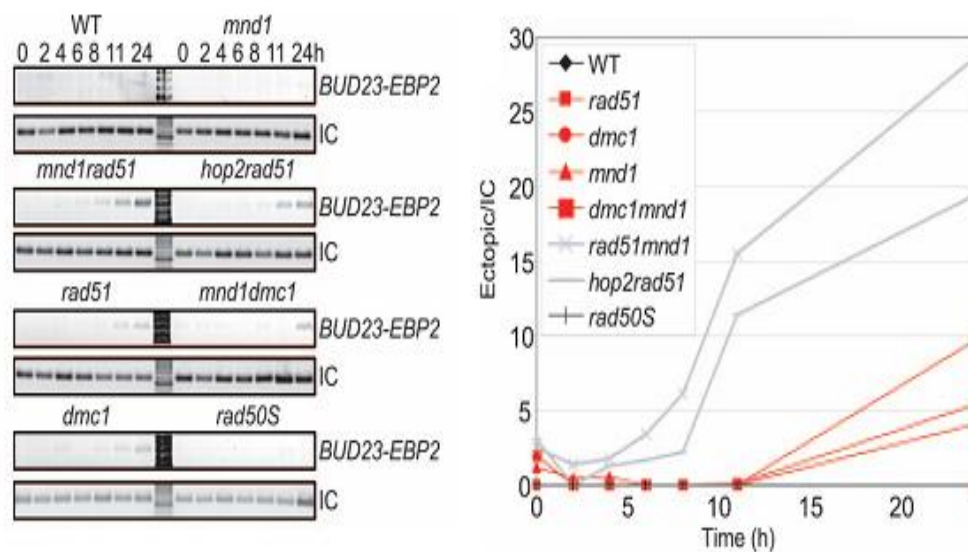 WT mnd1
0 2 4 6 8 11 24 0 2 4 6 8 11 24h
BUD23-EBP2
IC
mnd1rad51 hop2rad51
BUD23-EBP2
IC
rad51 mnd1dmc1
BUD23-EBP2
IC
dmc1 rad50S
BUD23-EBP2
IC
30
25
20
15
10
5
0
Ectopic/IC
WT
rad51
dmc1
mnd1
dmc1mnd1
rad51mnd1
hop2rad51
rad50S
0 5 10 15 20
Time (h)